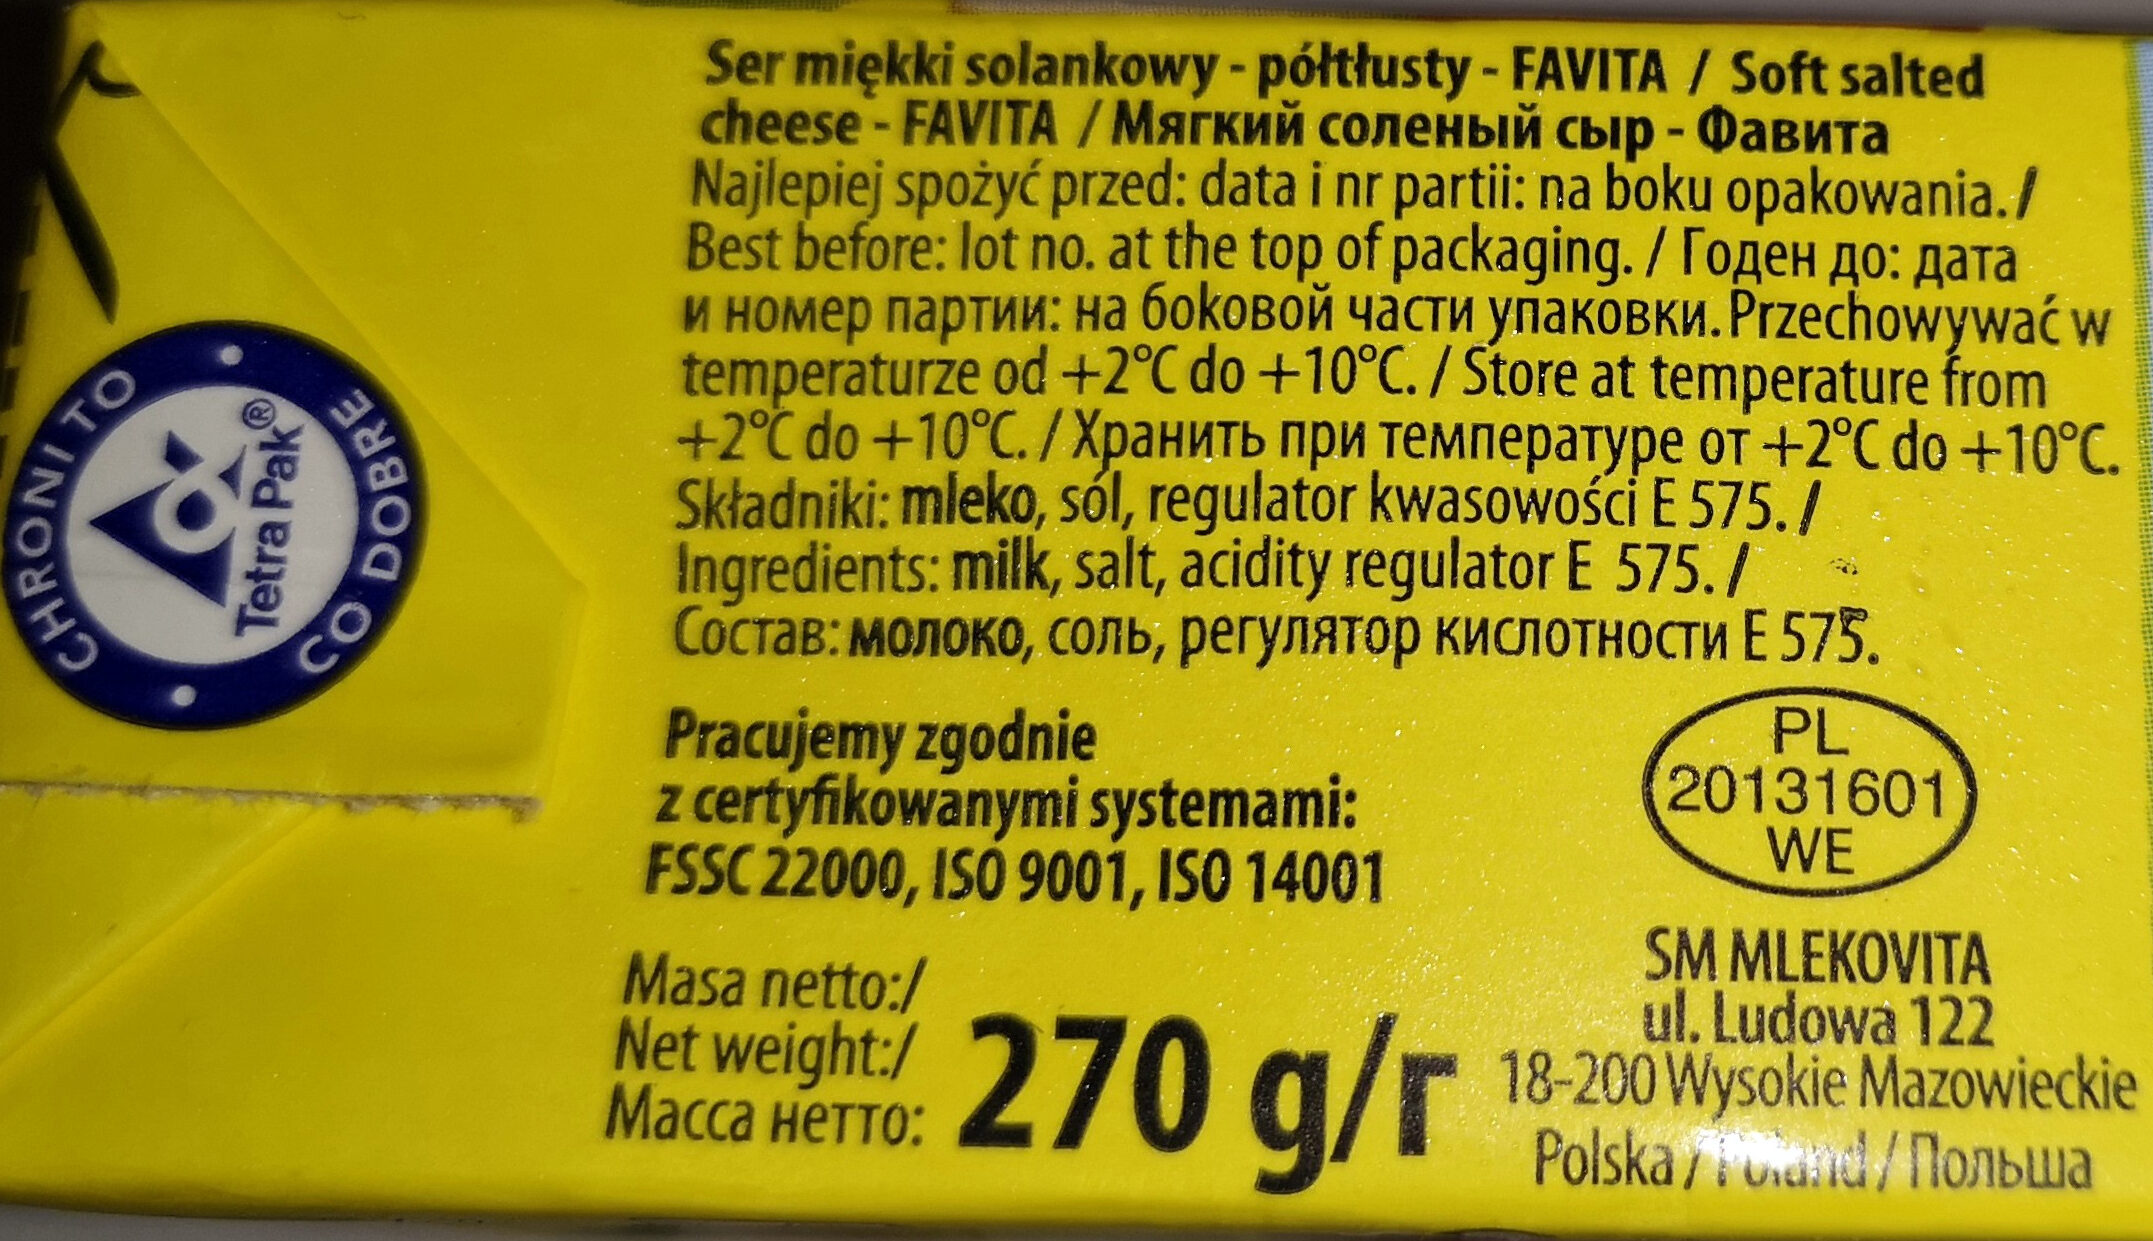 Ser miękki solankowy - półtłusty - FAVITA / Soft salted
cheese - FAVITA / Мягкий соленый сыр - Фавита
Najlepiej spożyć przed: data i nr partii: na boku opakowania. /
Best before: lot no. at the top of packaging. / Годен до: дата
и номер партии: на боковой части упаковки. Przechowywać w
temperaturze od +2°C do +10°C. / Store at temperature from
+2°C do +10°C. / Хранить при температуре от +2°C do +10°C.
Składniki: mleko, sól, regulator kwasowości E 575. /
Ingredients: milk, salt, acidity regulator E 575. /
Состав: молоко, соль, регулятор кислотности E 575.
CHRONI TO
CO DOBRE
Tetra Pak®
Pracujemy zgodnie
z certyfikowanymi systemami:
FSSC 22000, ISO 9001, ISO 14001
PL
20131601
WE
Masa netto:/
Net weight:/
Масса нетто:
270 g/г
SM MLEKOVITA
ul. Ludowa 122
18-200 Wysokie Mazowieckie
Polska / Poland / Польша